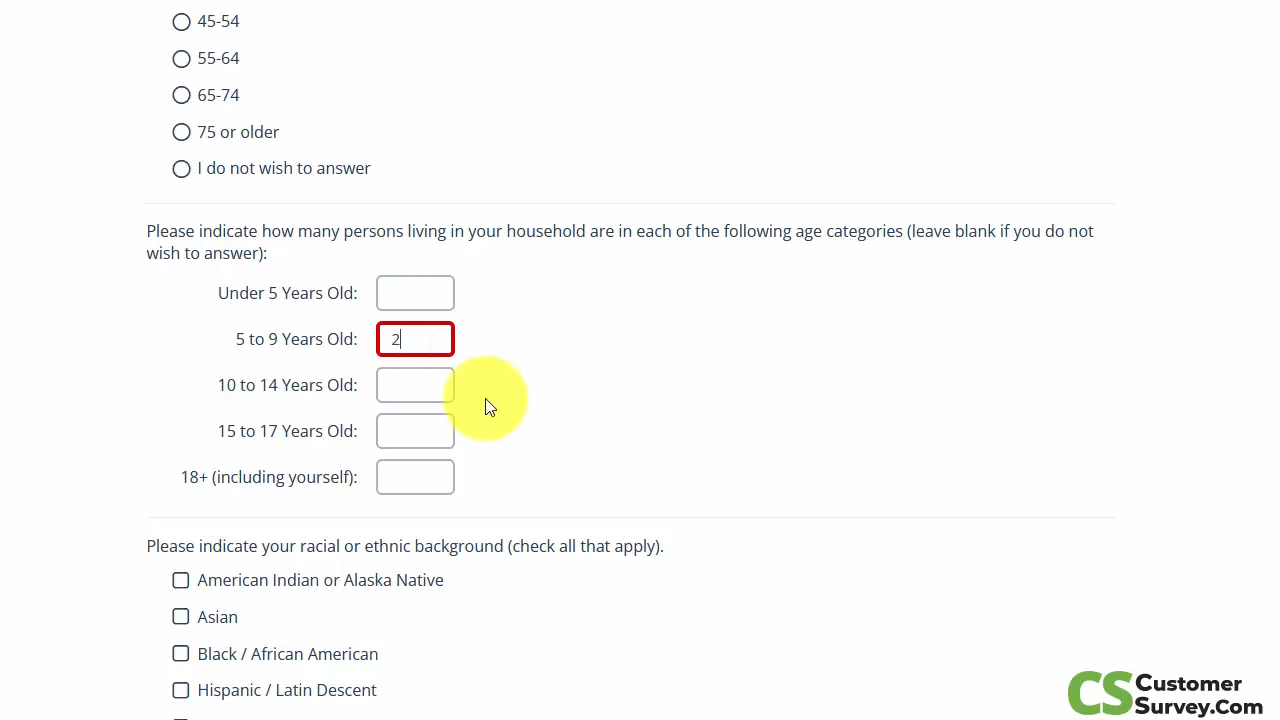 45-54
55-64
65-74
75 or older
I do not wish to answer
Please indicate how many persons living in your household are in each of the following age categories (leave blank if you do not
wish to answer):
Under 5 Years Old:
5 to 9 Years Old: 2
10 to 14 Years Old:
15 to 17 Years Old:
18+ (including yourself):
Please indicate your racial or ethnic background (check all that apply).
American Indian or Alaska Native
Asian
Black / African American
Hispanic / Latin Descent
CS Customer
Survey.Com